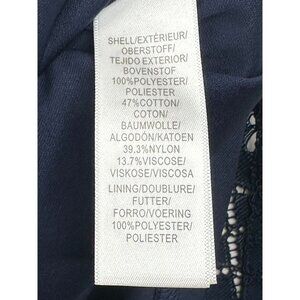 SHELL/EXTÉRIEUR/
OBERSTOFF/
TEJIDO EXTERIOR/
BOVENSTOF
100%POLYESTER/
POLIESTER
47%COTTON/
COTON/
BAUMWOLLE/
ALGODON/KATOEN
39.3%NYLON
13.7%VISCOSE/
VISKOSE/VISCOSA
LINING/DOUBLURE/
FUTTER/
FORRO/VOERING
100%POLYESTER/
POLIESTER